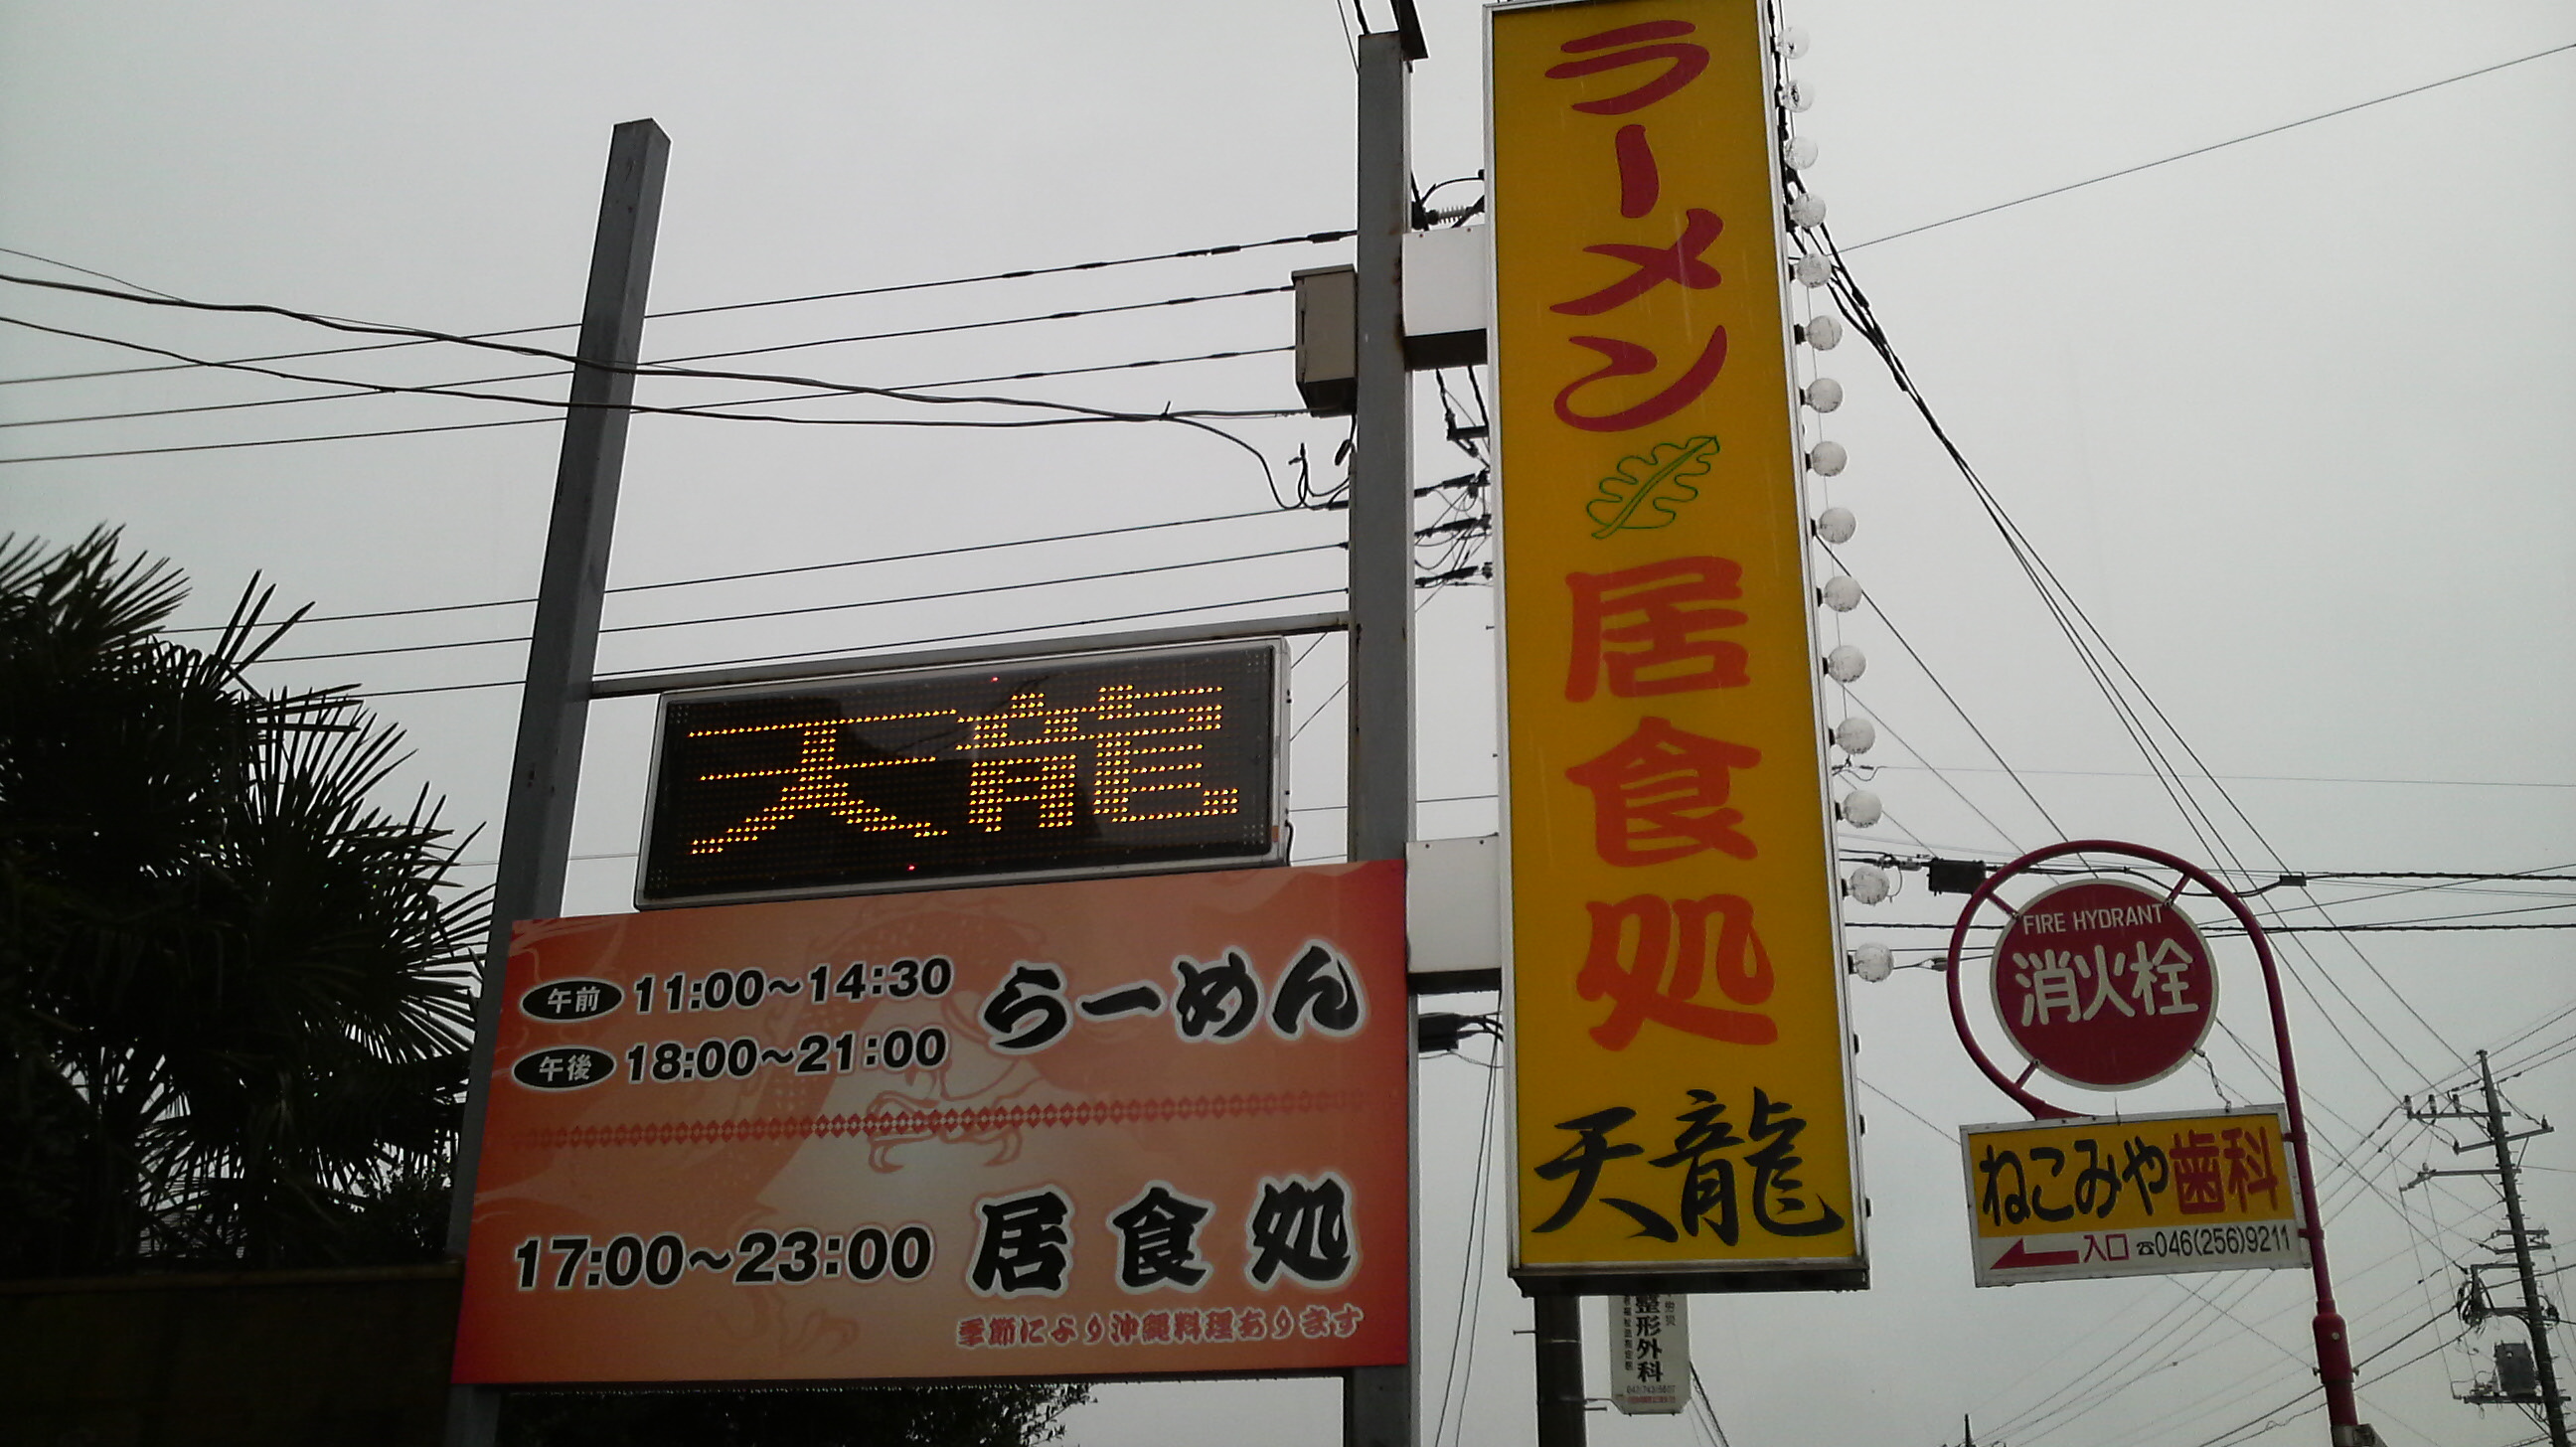 ラーメン
居食処
天龍
天龍
午前 11:00～14:30
午後 18:00～21:00
らーめん
17:00～23:00 居食処
季節により沖縄料理あります
FIRE HYDRANT
消火栓
ねこみや歯科
入口 ☎046(256)9211
整形外科